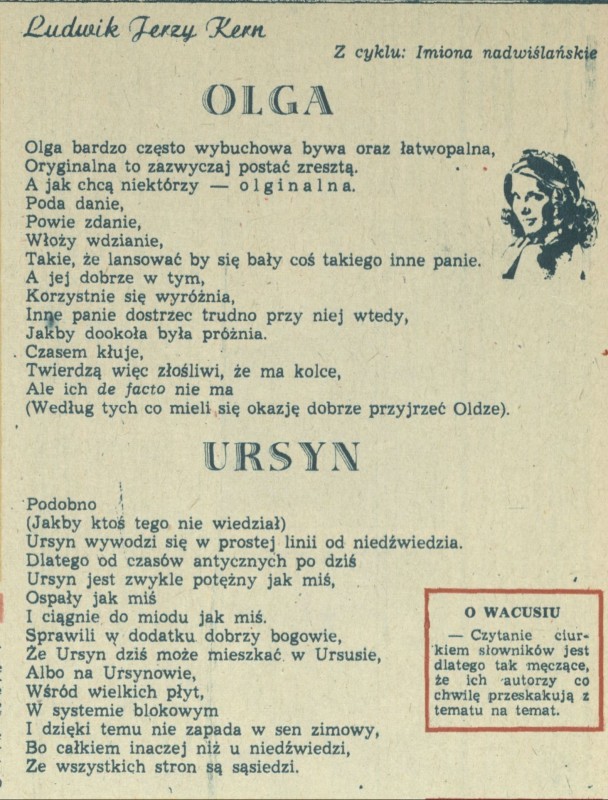 Ludwik Jerzy Kern
Z cyklu: Imiona nadwiślańskie
OLGA
Olga bardzo często wybuchowa bywa oraz łatwopalna,
Oryginalna to zazwyczaj postać zresztą.
A jak chcą niektórzy — olginalna.
Poda danie,
Powie zdanie,
Włoży wdzianie,
Takie, że lansować by się bały coś takiego inne panie.
A jej dobrze w tym,
Korzystnie się wyróżnia,
Inne panie dostrzec trudno przy niej wtedy,
Jakby dookoła była próżnia.
Czasem kłuje,
Twierdzą więc złośliwi, że ma kolce,
Ale ich de facto nie ma
(Według tych co mieli się okazję dobrze przyjrzeć Oldze).
URSYN
Podobno
(Jakby ktoś tego nie wiedział)
Ursyn wywodzi się w prostej linii od niedźwiedzia.
Dlatego od czasów antycznych po dziś
Ursyn jest zwykle potężny jak miś,
Ospały jak miś
I ciągnie do miodu jak miś.
Sprawili w dodatku dobrzy bogowie,
Że Ursyn dziś może mieszkać w Ursusie,
Albo na Ursynowie,
Wśród wielkich płyt,
W systemie blokowym
I dzięki temu nie zapada w sen zimowy,
Bo całkiem inaczej niż u niedźwiedzi,
Ze wszystkich stron są sąsiedzi.
O WACUSIU
— Czytanie ciur-
kiem słowników jest
dlatego tak męczące,
że ich autorzy co
chwilę przeskakują z
tematu na temat.